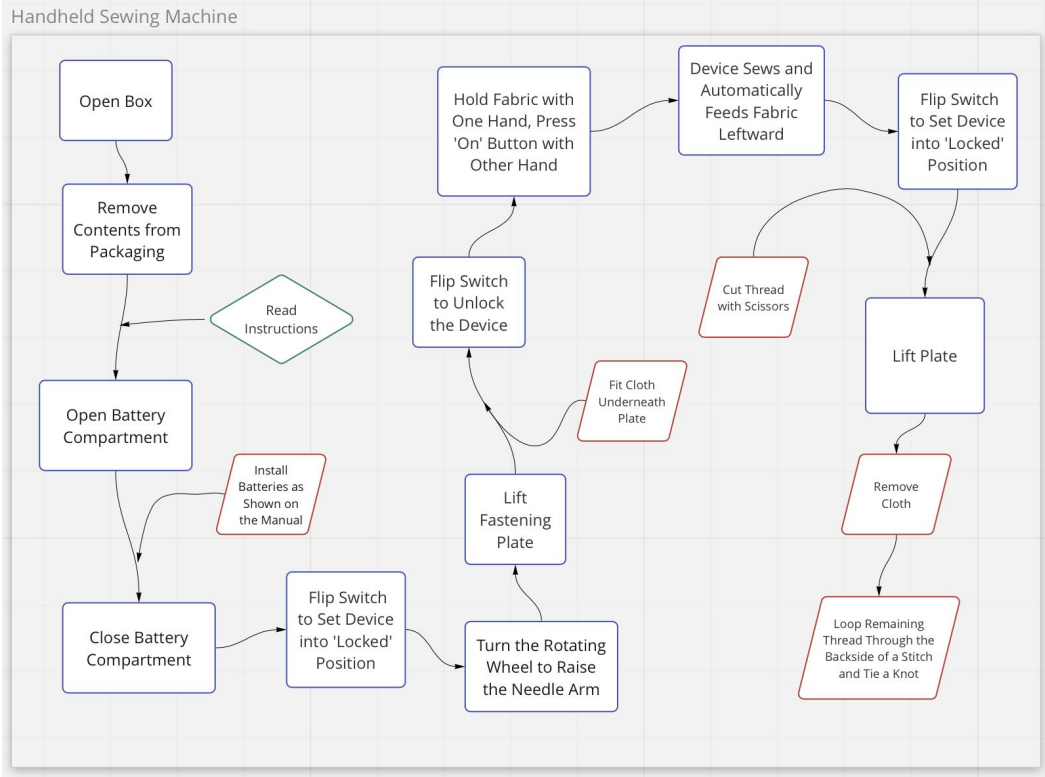 Handheld Sewing Machine
Open Box
Remove
Contents from
Packaging
Read
Instructions
Open Battery
Compartment
Install
Batteries as
Shown on
the Manual
Close Battery
Compartment
Flip Switch
to Set Device
into 'Locked'
Position
Turn the Rotating
Wheel to Raise
the Needle Arm
Lift
Fastening
Plate
Fit Cloth
Underneath
Plate
Flip Switch
to Unlock
the Device
Hold Fabric with
One Hand, Press
'On' Button with
Other Hand
Device Sews and
Automatically
Feeds Fabric
Leftward
Flip Switch
to Set Device
into 'Locked'
Position
Cut Thread
with Scissors
Lift Plate
Remove
Cloth
Loop Remaining
Thread Through the
Backside of a Stitch
and Tie a Knot